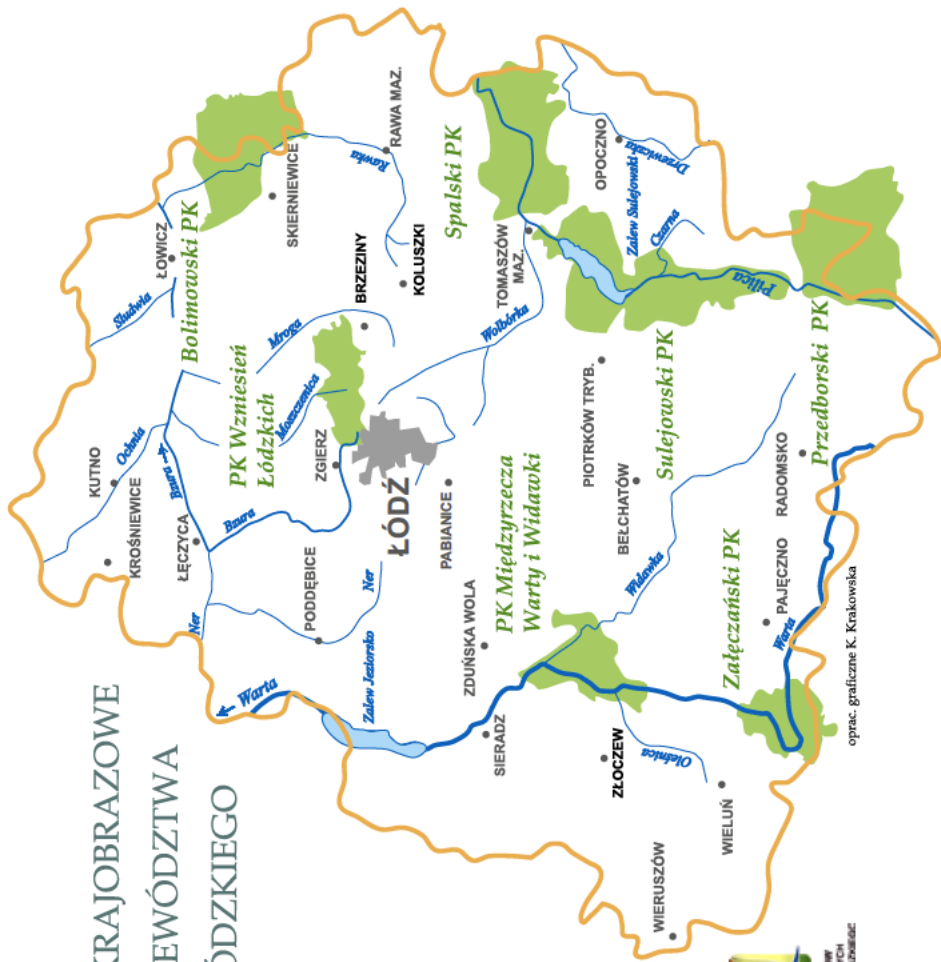 KRAJOBRAZOWE
EWÓDZTWA
ÓDZKIEGO
KUTNO
Ochnia
KROŚNIEWICE
Bzura
ŁĘCZYCA
Ner
Słudwia
ŁOWICZ
Bolimowski PK
SKIERNIEWICE
Rawka
RAWA MAZ.
Mroga
BRZEZINY
KOLUSZKI
PK Wzniesień
Łódzkich
Moszczenica
ZGIERZ
Bzura
ŁÓDŹ
PODDĘBICE
Ner
PABIANICE
Warta
Zalew Jeziorsko
ZDUŃSKA WOLA
SIERADZ
PK Międzyrzecza
Warty i Widawki
Spalski PK
TOMASZÓW
MAZ.
Wolbórka
OPOCZNO
Drzewiczka
Zalew Sulejowski
Czarna
Pilica
PIOTRKÓW TRYB.
Sulejowski PK
BEŁCHATÓW
Widawka
ZŁOCZEW
Oleśnica
WIELUŃ
WIERUSZÓW
Załęczański PK
PAJĘCZNO
RADOMSKO
Przedborski PK
Warta
oprac. graficzne K. Krakowska